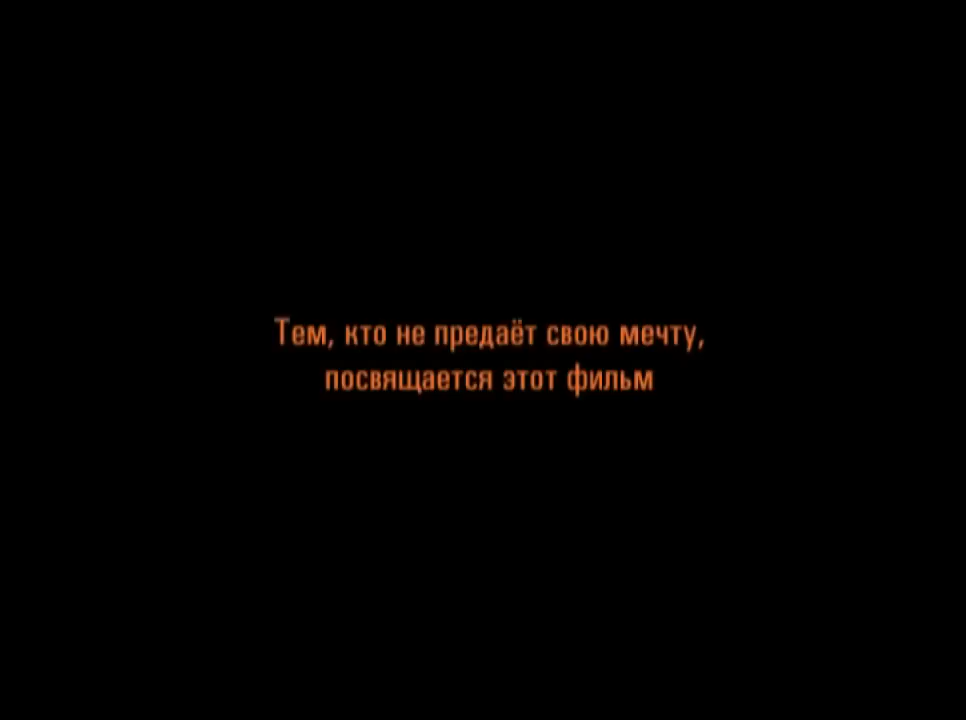 Тем, кто не предаёт свою мечту,
посвящается этот фильм